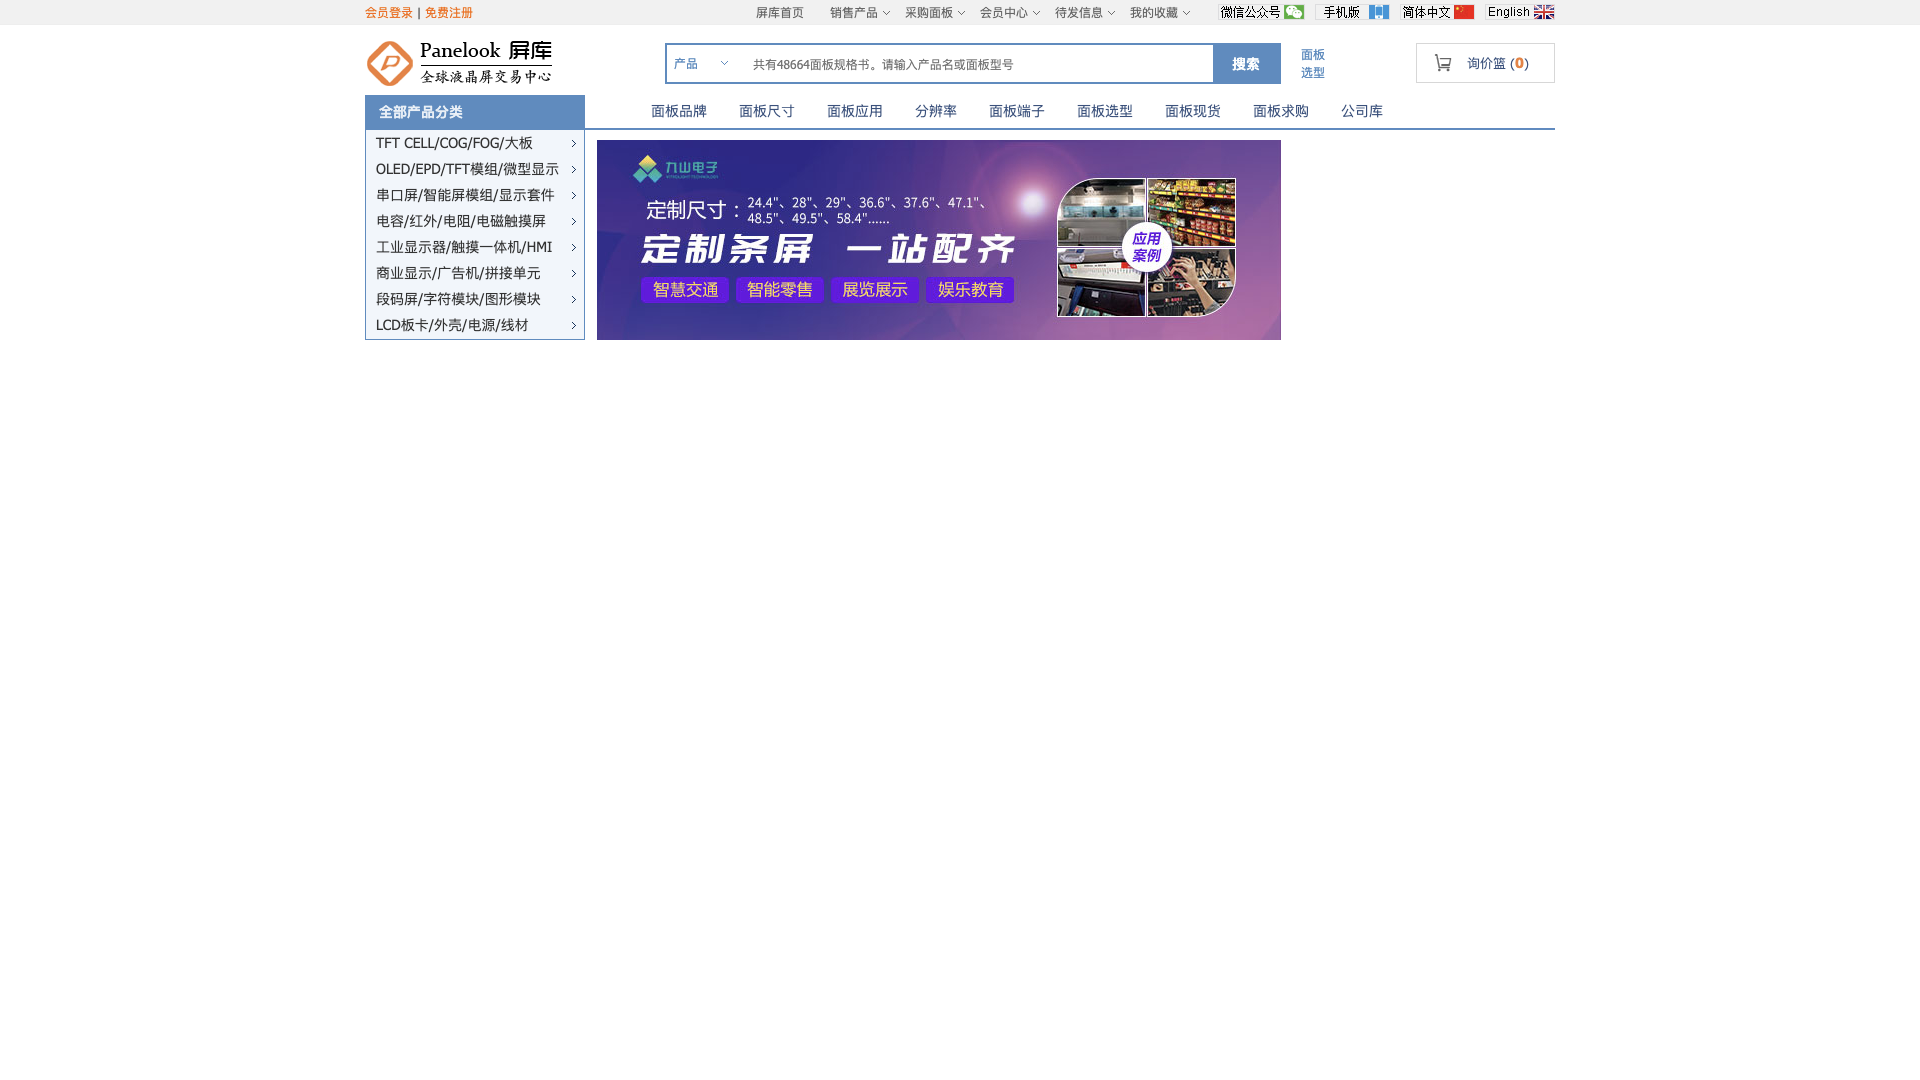 会员登录 | 免费注册
屏库首页 销售产品 采购面板 会员中心 待发信息 我的收藏 微信公众号 手机版 简体中文 English
Panelook 屏库
全球液晶屏交易中心
产品 共有48664面板规格书。请输入产品名或面板型号 搜索
面板
选型
询价篮 (0)
全部产品分类
面板品牌 面板尺寸 面板应用 分辨率 面板端子 面板选型 面板现货 面板求购 公司库
TFT CELL/COG/FOG/大板
OLED/EPD/TFT模组/微型显示
串口屏/智能屏模组/显示套件
电容/红外/电阻/电磁触摸屏
工业显示器/触摸一体机/HMI
商业显示/广告机/拼接单元
段码屏/字符模块/图形模块
LCD板卡/外壳/电源/线材
九山电子
定制尺寸：24.4"、28"、29"、36.6"、37.6"、47.1"、
48.5"、49.5"、58.4"......
定制条屏 一站配齐
智慧交通 智能零售 展览展示 娱乐教育
应用
案例